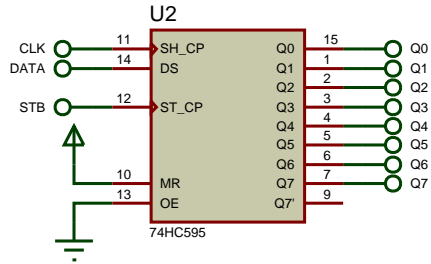 U2
CLK 11 SH_CP Q0 15 Q0
DATA 14 DS Q1 1 Q1
Q2 2 Q2
STB 12 ST_CP Q3 3 Q3
Q4 4 Q4
Q5 5 Q5
Q6 6 Q6
10 MR Q7 7 Q7
13 OE Q7' 9
74HC595